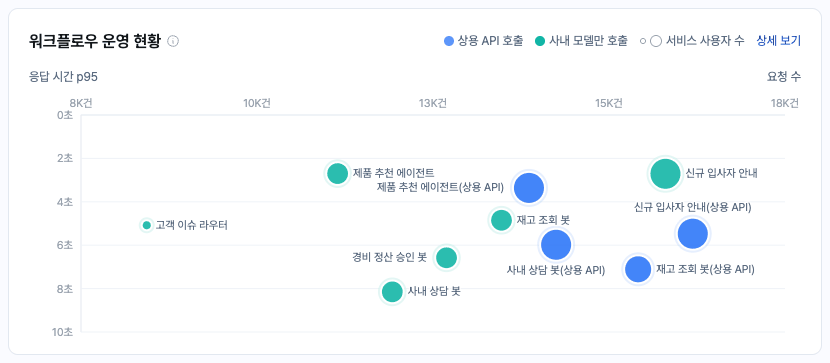 워크플로우 운영 현황
상용 API 호출 사내 모델만 호출 서비스 사용자 수 상세 보기
응답 시간 p95 요청 수
8K건 10K건 13K건 15K건 18K건
0초
2초
4초
6초
8초
10초
제품 추천 에이전트
제품 추천 에이전트(상용 API)
신규 입사자 안내
신규 입사자 안내(상용 API)
고객 이슈 라우터
재고 조회 봇
경비 정산 승인 봇
사내 상담 봇(상용 API)
재고 조회 봇(상용 API)
사내 상담 봇